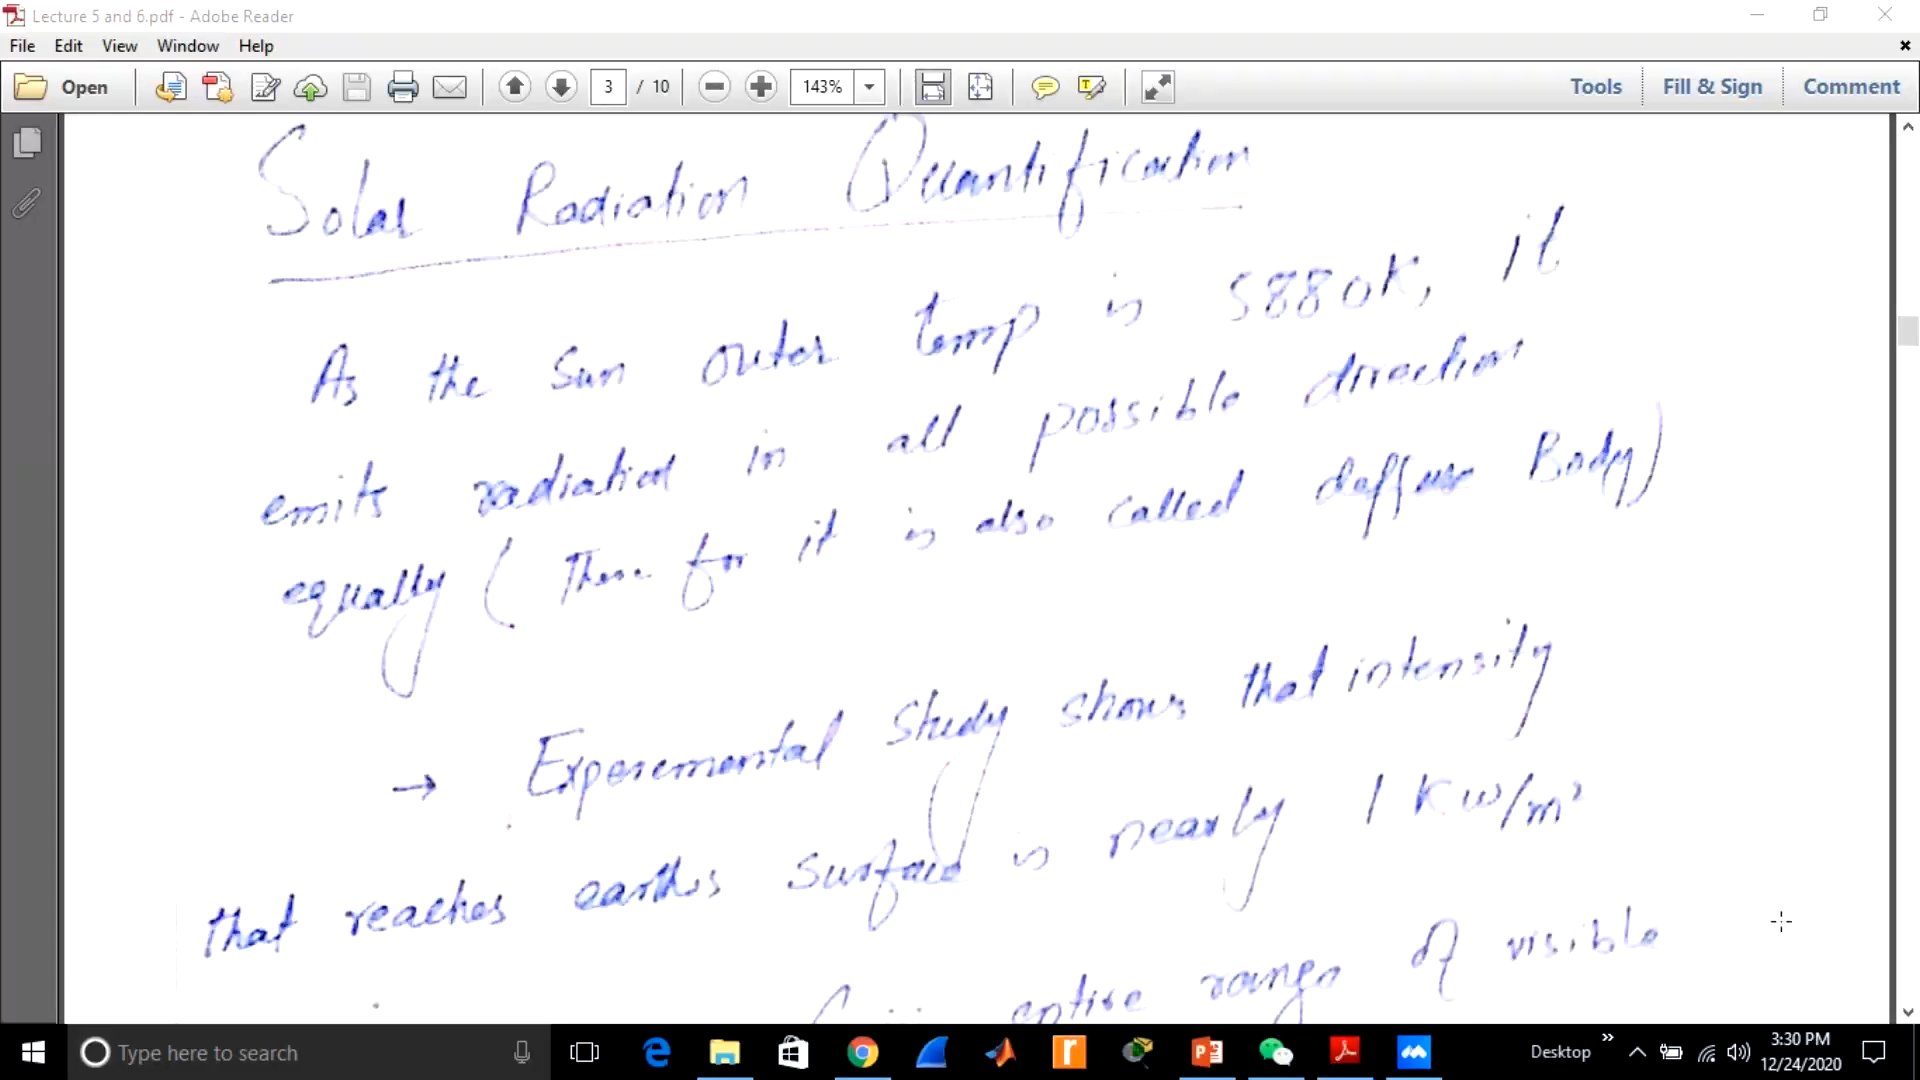 Lecture 5 and 6.pdf - Adobe Reader
File Edit View Window Help
Open 3 / 10 143% Tools Fill & Sign Comment
Solar Radiation Quantification
As the Sun outer temp is 5880K, it
emits radiation in all possible direction
equally ( There for it is also called deffuse Body)
→ Experemental Study shows that intensity
that reaches earth's surface is nearly 1 KW/m²
entire range of visible
Type here to search
Desktop
3:30 PM
12/24/2020